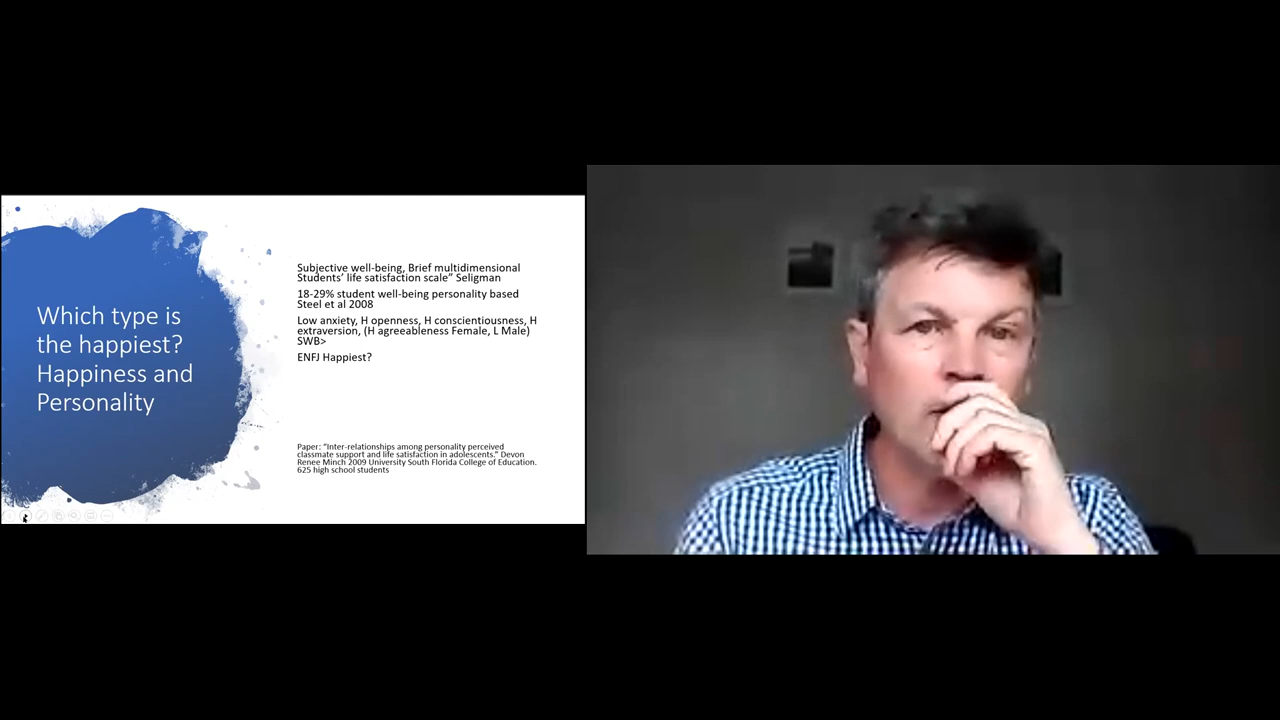 Which type is
the happiest?
Happiness and
Personality
Subjective well-being, Brief multidimensional
Students’ life satisfaction scale” Seligman
18-29% student well-being personality based
Steel et al 2008
Low anxiety, H openness, H conscientiousness, H
extraversion, (H agreeableness Female, L Male)
SWB>
ENFJ Happiest?
Paper: “Inter-relationships among personality perceived
classmate support and life satisfaction in adolescents.” Devon
Renee Minch 2009 University South Florida College of Education.
625 high school students